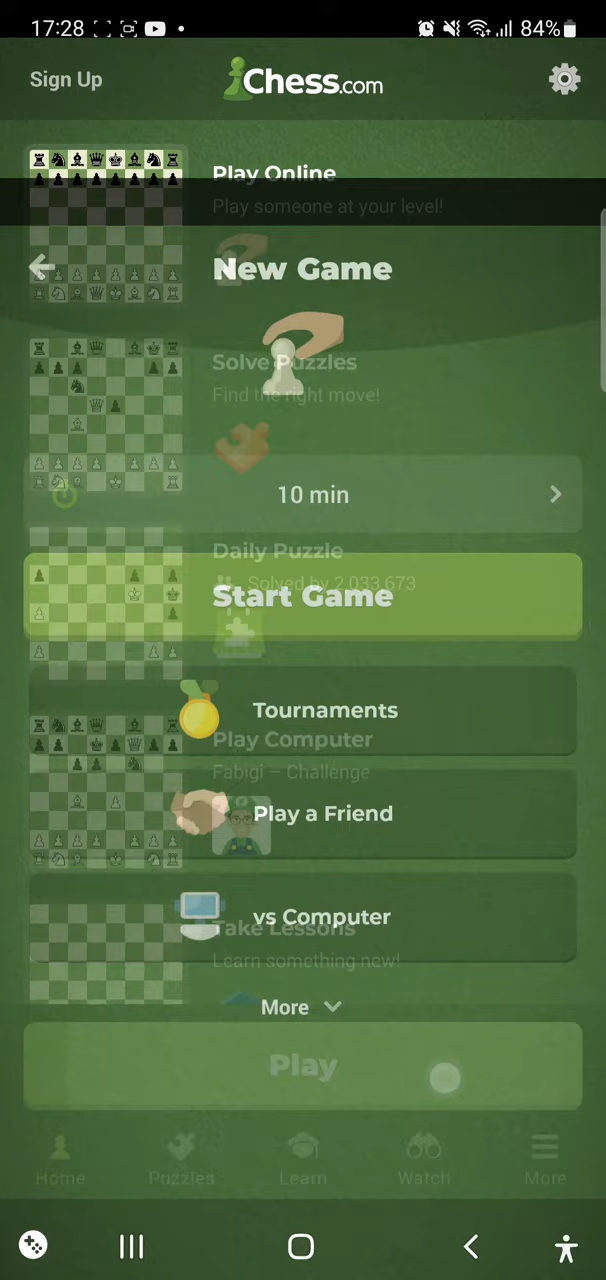 17:28
84%
Sign Up
Chess.com
Play Online
Play someone at your level!
New Game
Solve Puzzles
Find the right move!
10 min
Daily Puzzle
Solved by 2 033 673
Start Game
Tournaments
Play Computer
Fabigi – Challenge
Play a Friend
vs Computer
Take Lessons
Learn something new!
More
Play
Home
Puzzles
Learn
Watch
More